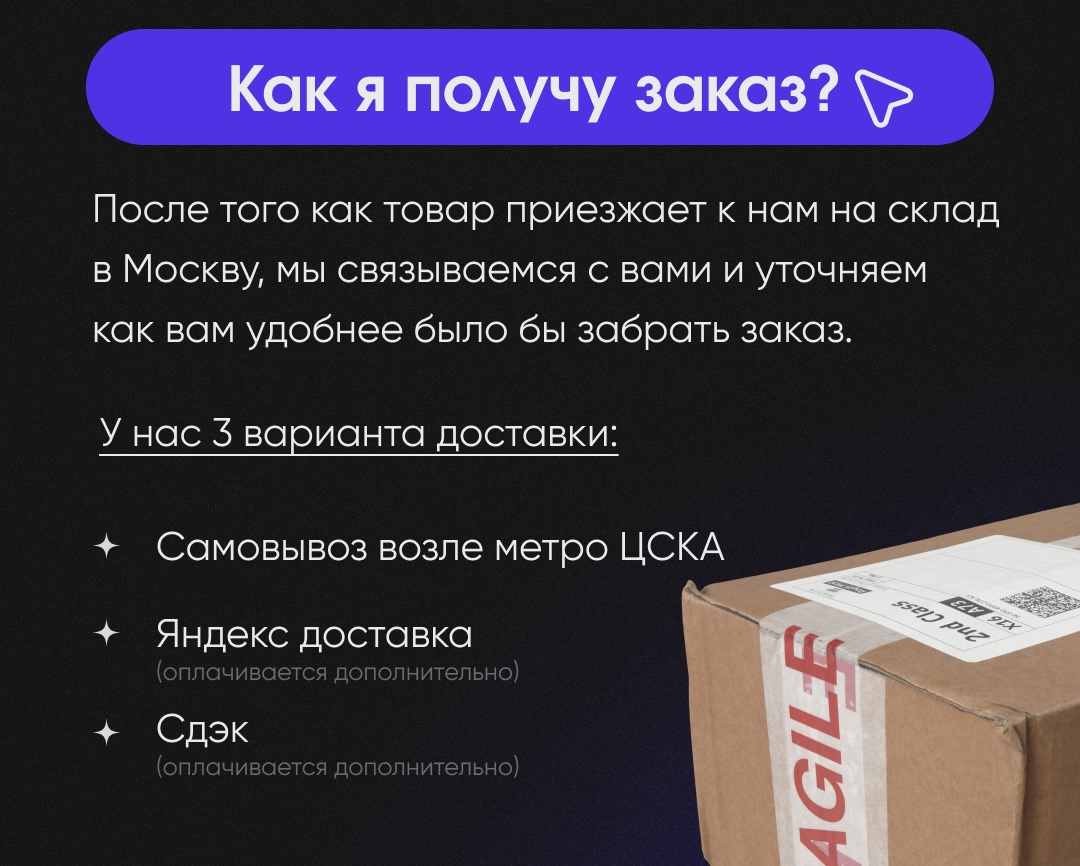 Как я получу заказ?
После того как товар приезжает к нам на склад
в Москву, мы связываемся с вами и уточняем
как вам удобнее было бы забрать заказ.
У нас 3 варианта доставки:
Самовывоз возле метро ЦСКА
Яндекс доставка
(оплачивается дополнительно)
Сдэк
(оплачивается дополнительно)
2nd Class
X16 A73
AGILE